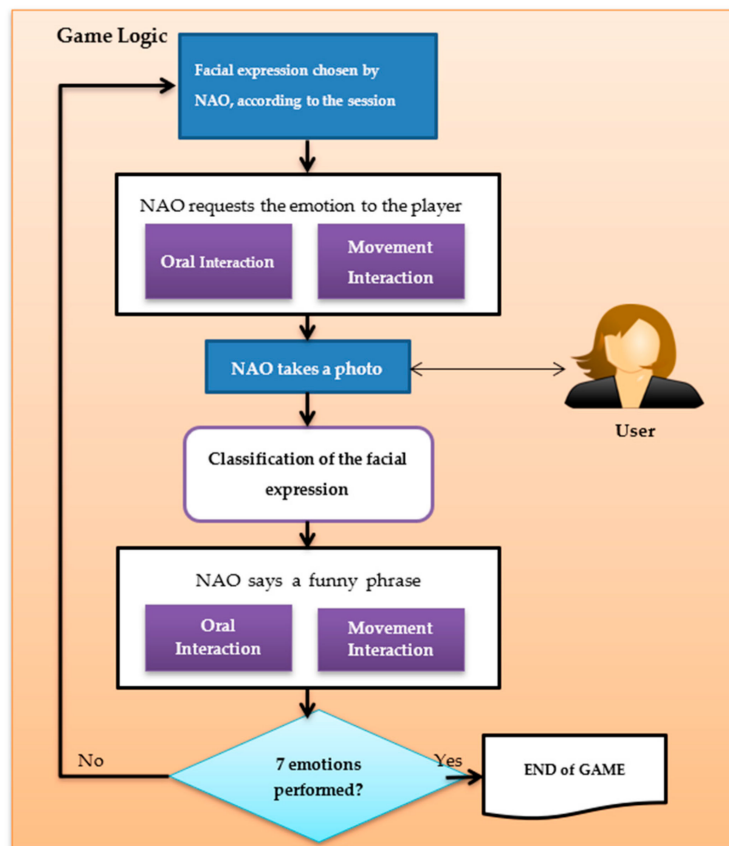 Game Logic
Facial expression chosen by
NAO, according to the session
NAO requests the emotion to the player
Oral Interaction
Movement
Interaction
NAO takes a photo
User
Classification of the facial
expression
NAO says a funny phrase
Oral
Interaction
Movement
Interaction
No
7 emotions
performed?
Yes
END of GAME